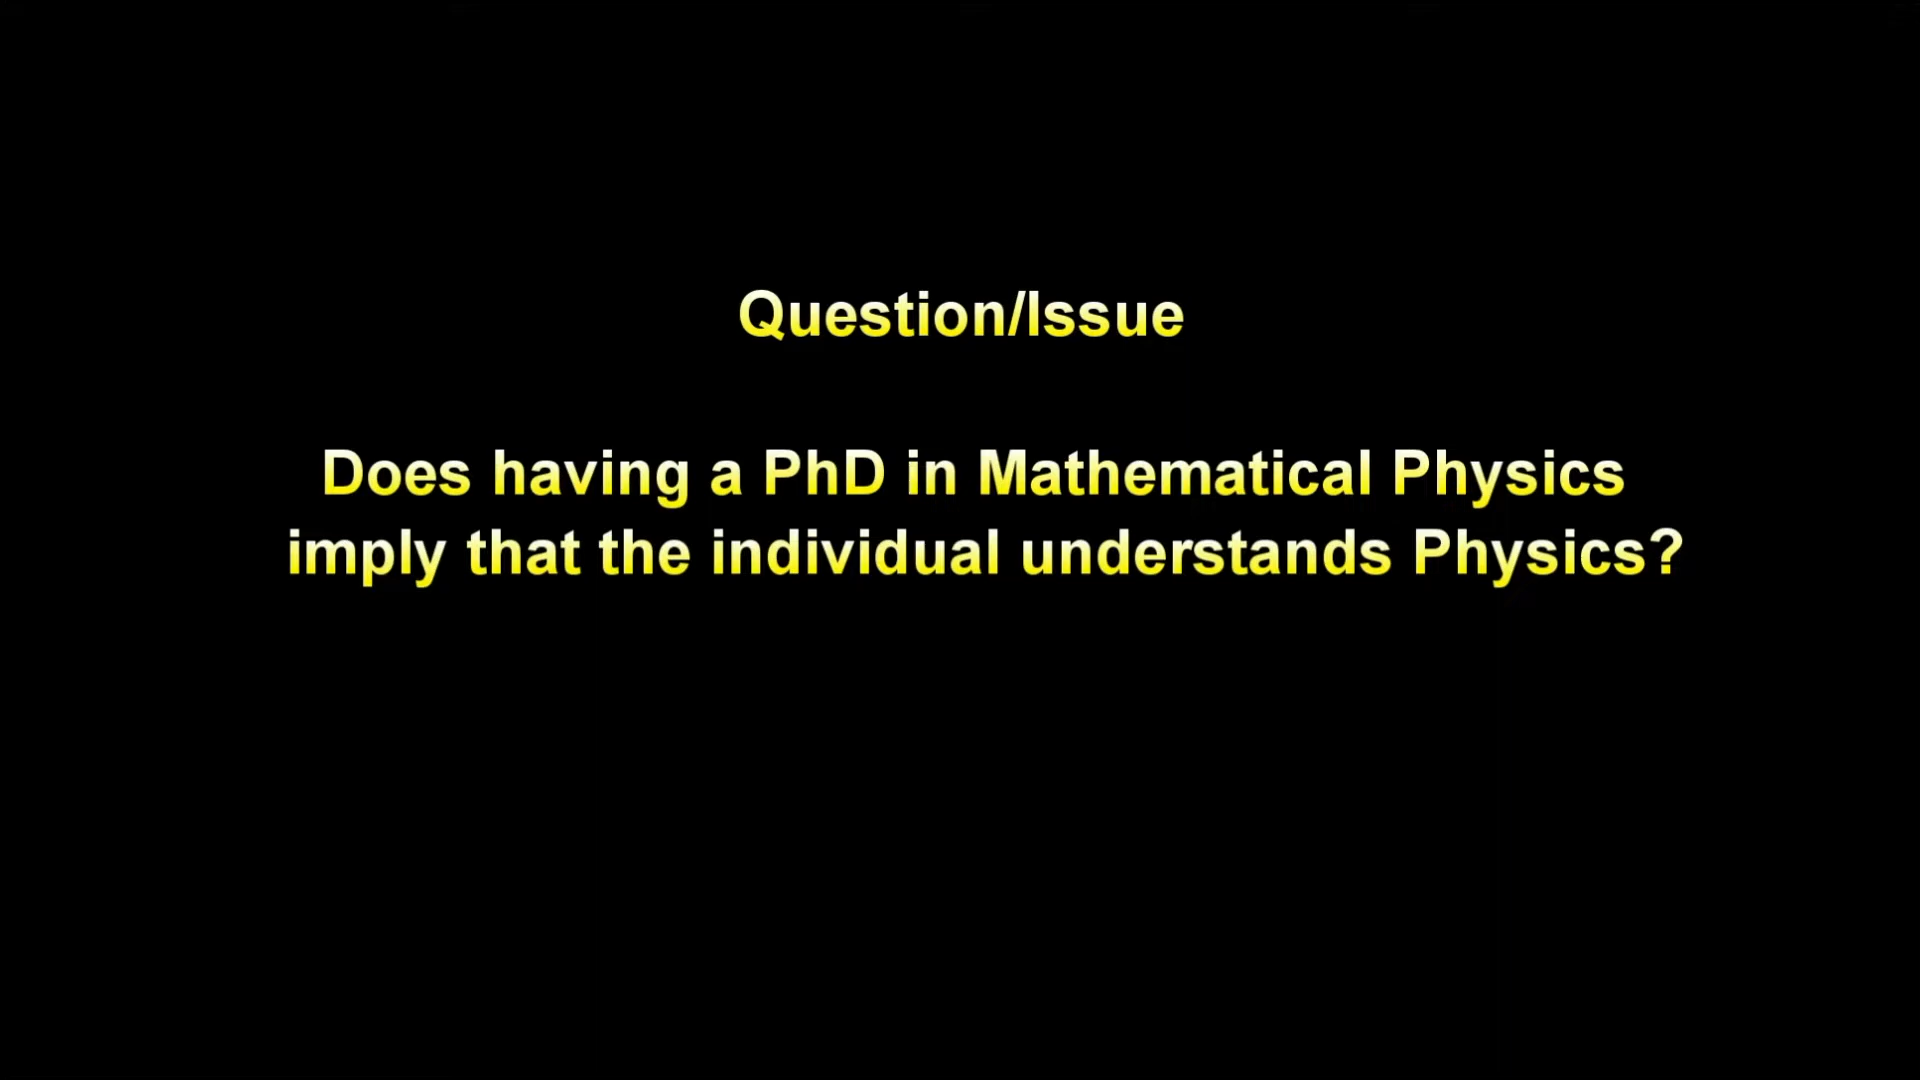 Question/Issue
Does having a PhD in Mathematical Physics
imply that the individual understands Physics?